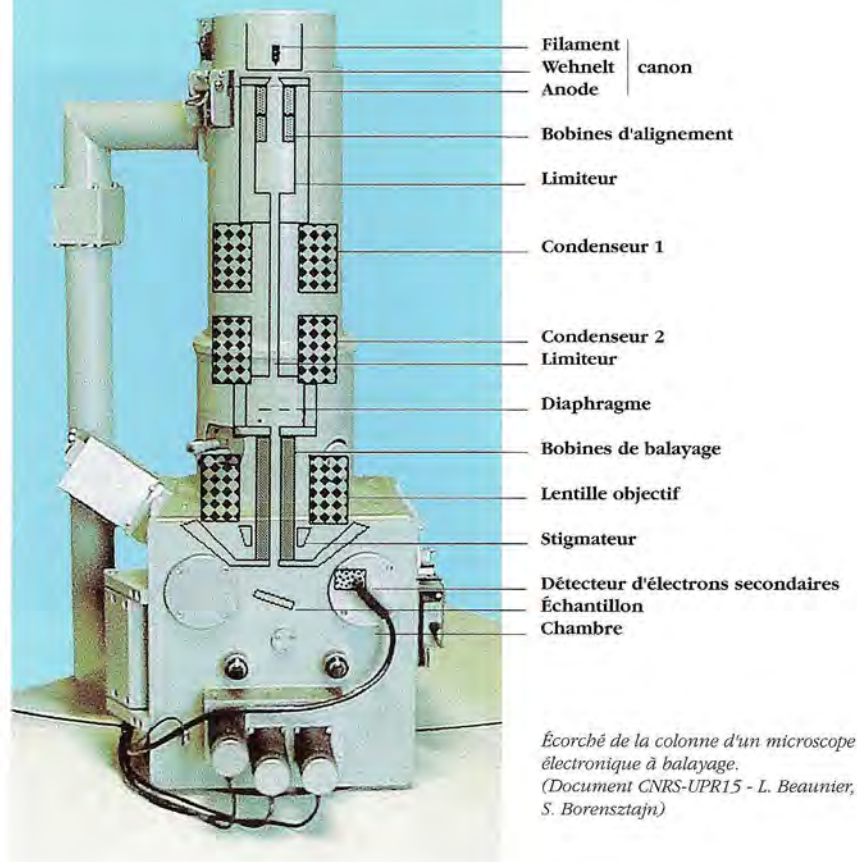 Filament
Wehnelt canon
Anode
Bobines d'alignement
Limiteur
Condenseur 1
Condenseur 2
Limiteur
Diaphragme
Bobines de balayage
Lentille objectif
Stigmateur
Détecteur d'électrons secondaires
Échantillon
Chambre
Écorché de la colonne d'un microscope
électronique à balayage.
(Document CNRS-UPR15 - L. Beaunier,
S. Borensztajn)